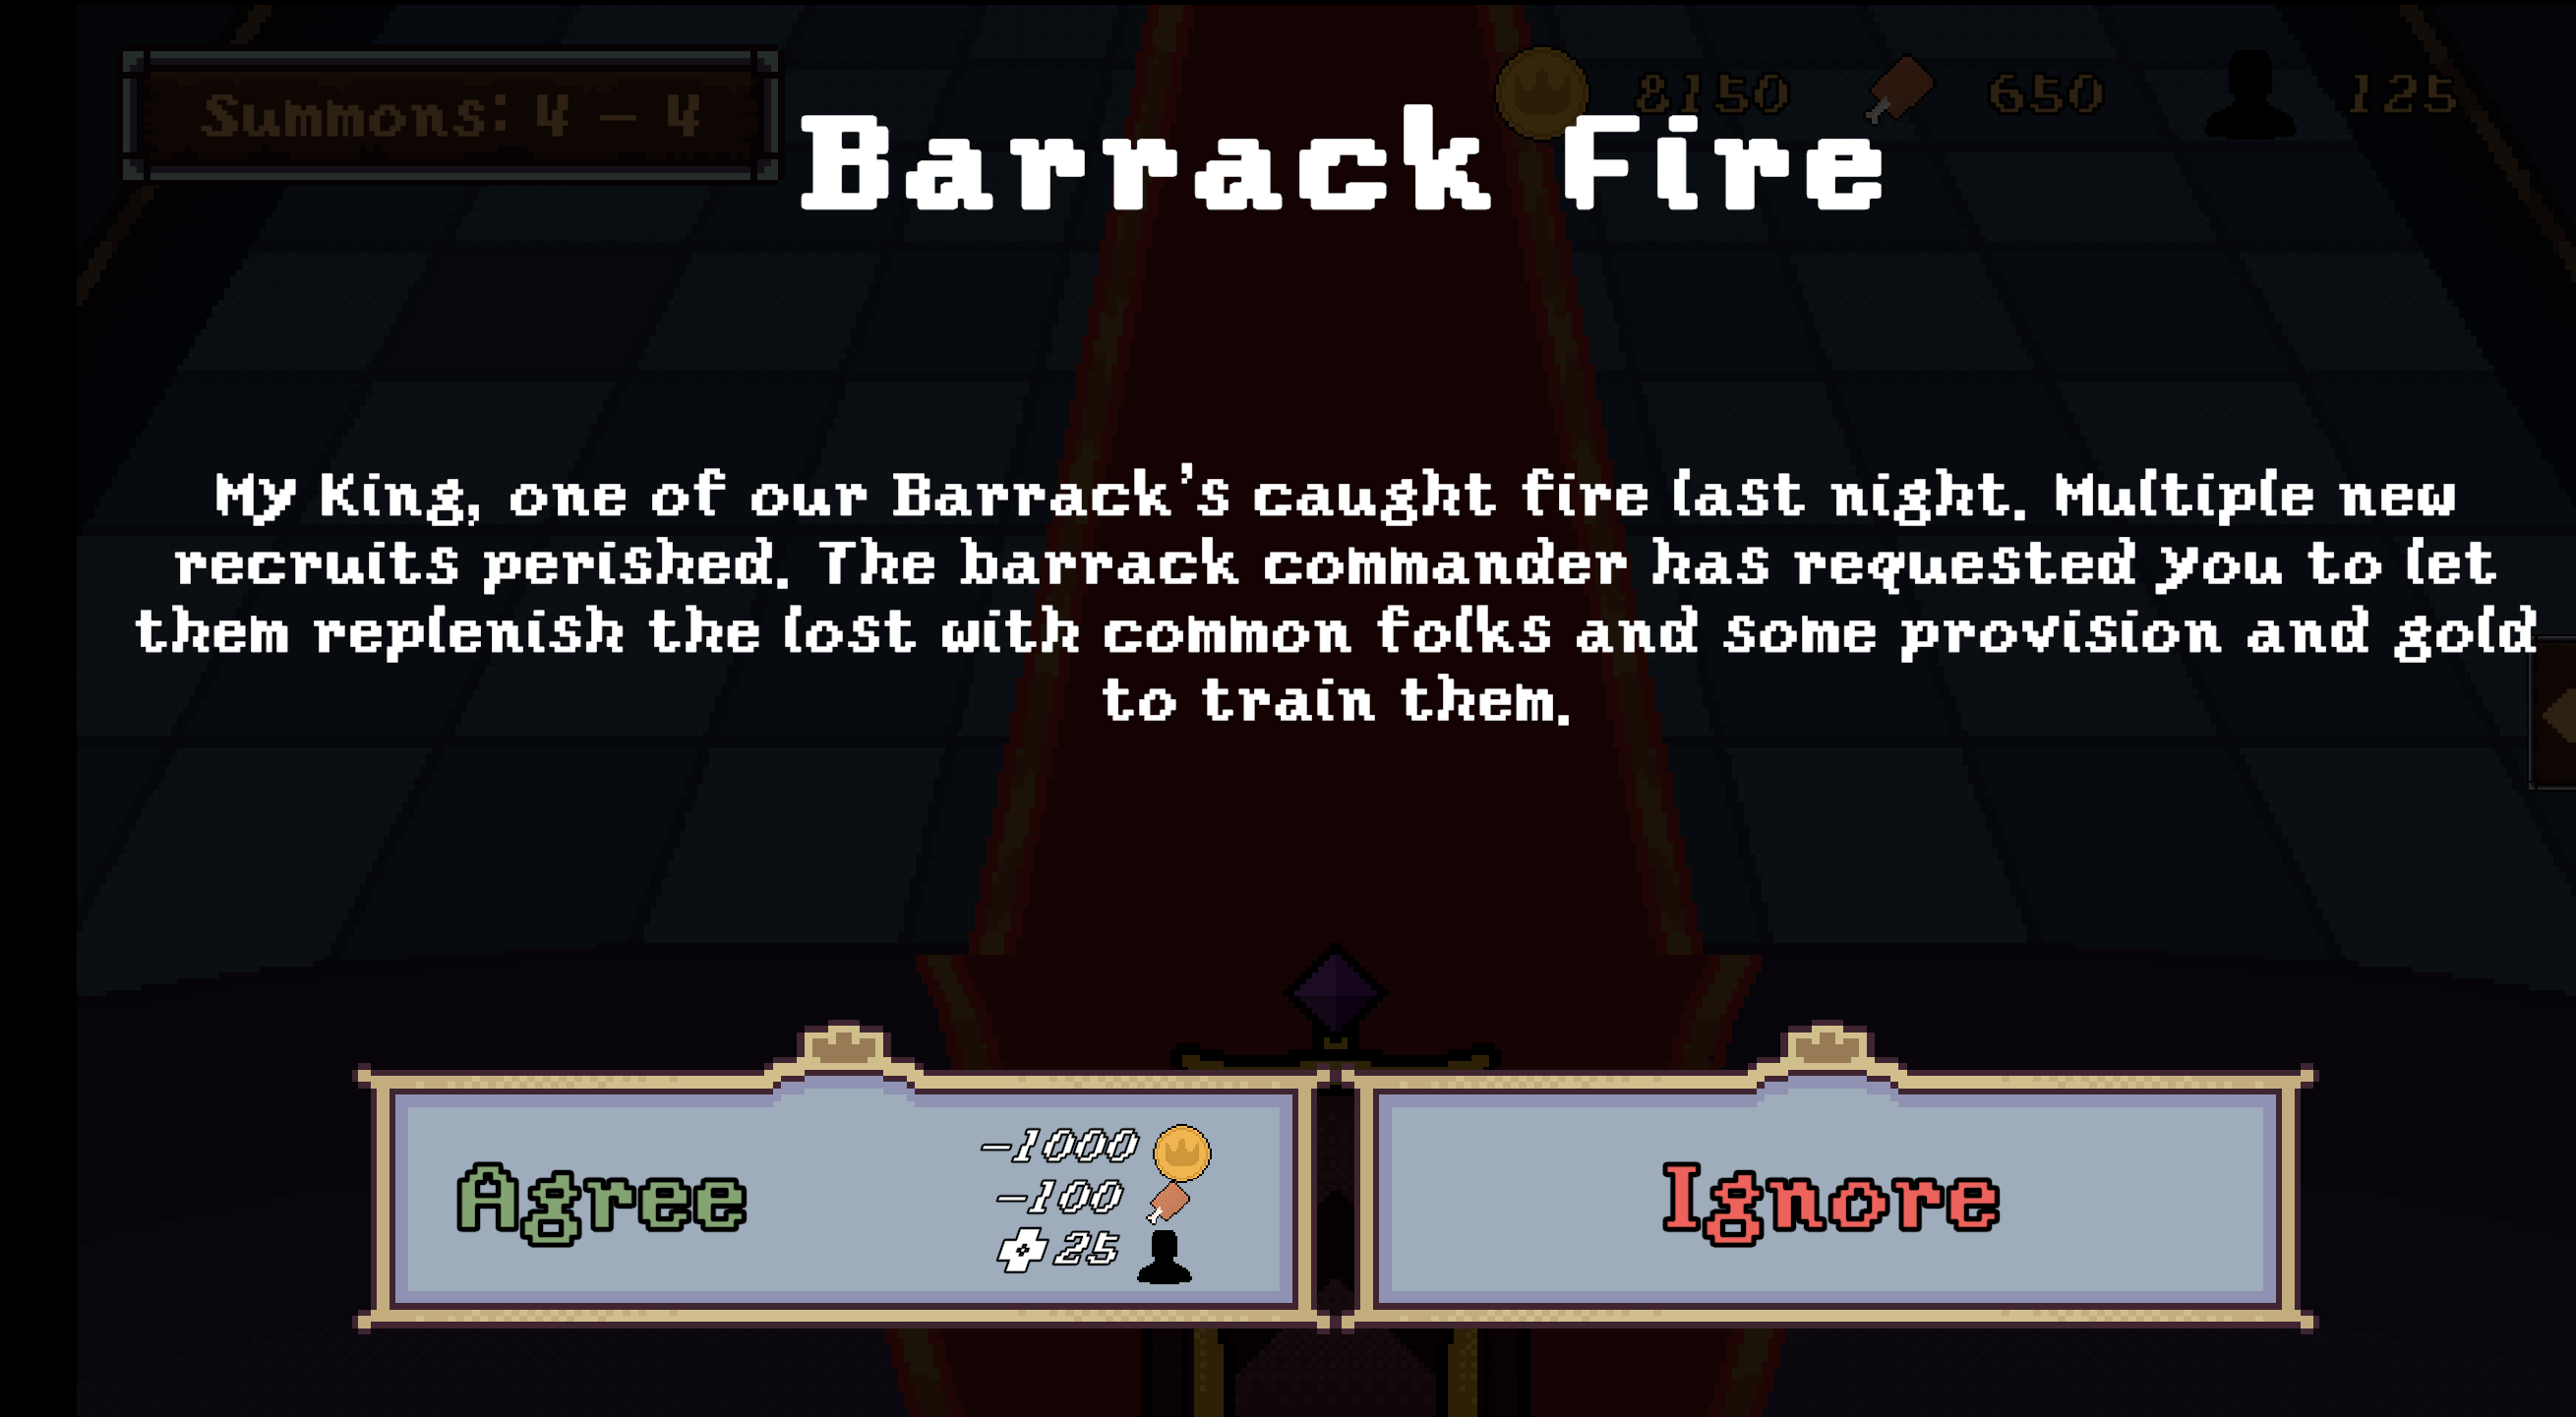 Summons: 4 - 4
8150
650
125
Barrack Fire
My King, one of our Barrack's caught fire last night. Multiple new
recruits perished. The barrack commander has requested you to let
them replenish the lost with common folks and some provision and gold
to train them.
Agree
-1000
-100
+25
Ignore